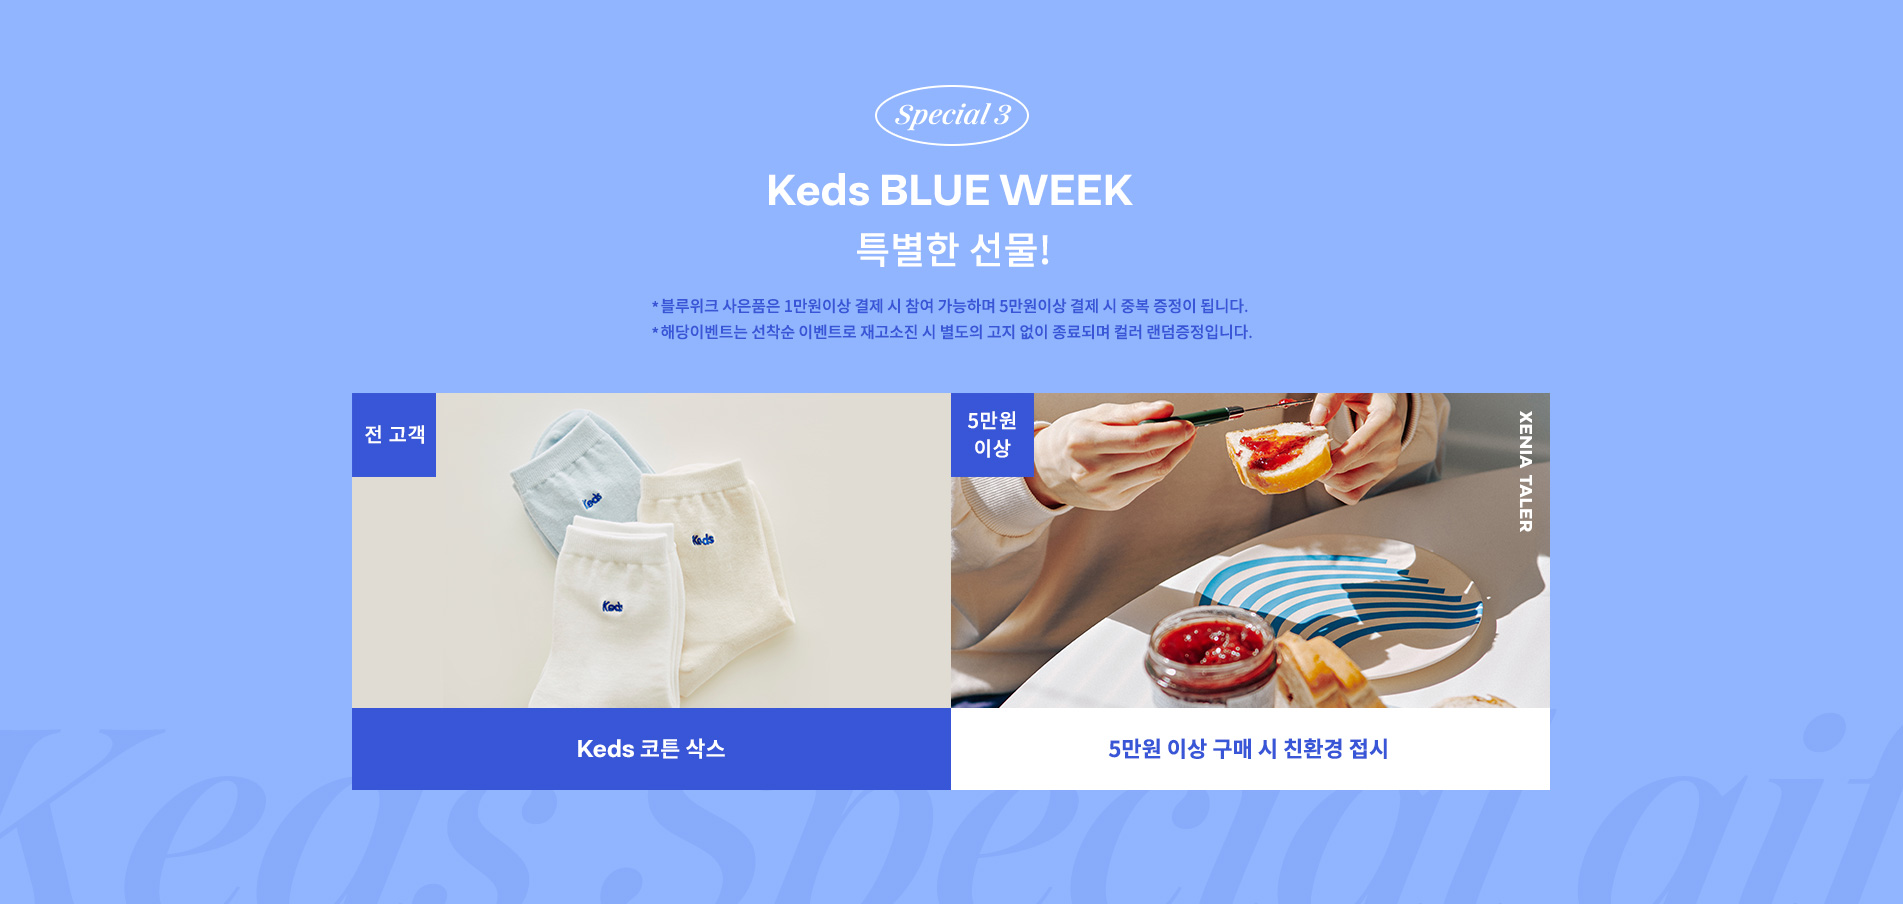 Special 3
Keds BLUE WEEK
특별한 선물!
*블루위크 사은품은 1만원이상 결제 시 참여 가능하며 5만원이상 결제 시 중복 증정이 됩니다.
*해당이벤트는 선착순 이벤트로 재고소진 시 별도의 고지 없이 종료되며 컬러 랜덤증정입니다.
전 고객
Keds
Keds
Keds
Keds 코튼 삭스
5만원
이상
XENIA TALER
5만원 이상 구매 시 친환경 접시
Keds Special gif